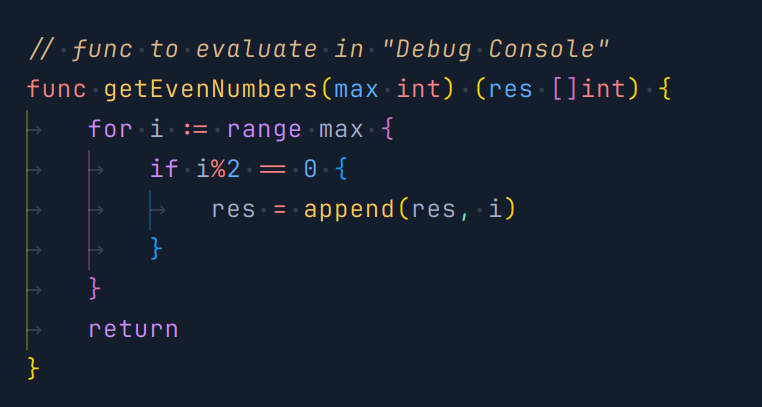 // func to evaluate in "Debug Console"
func getEvenNumbers(max int) (res []int) {
	for i := range max {
		if i%2 == 0 {
			res = append(res, i)
		}
	}
	return
}